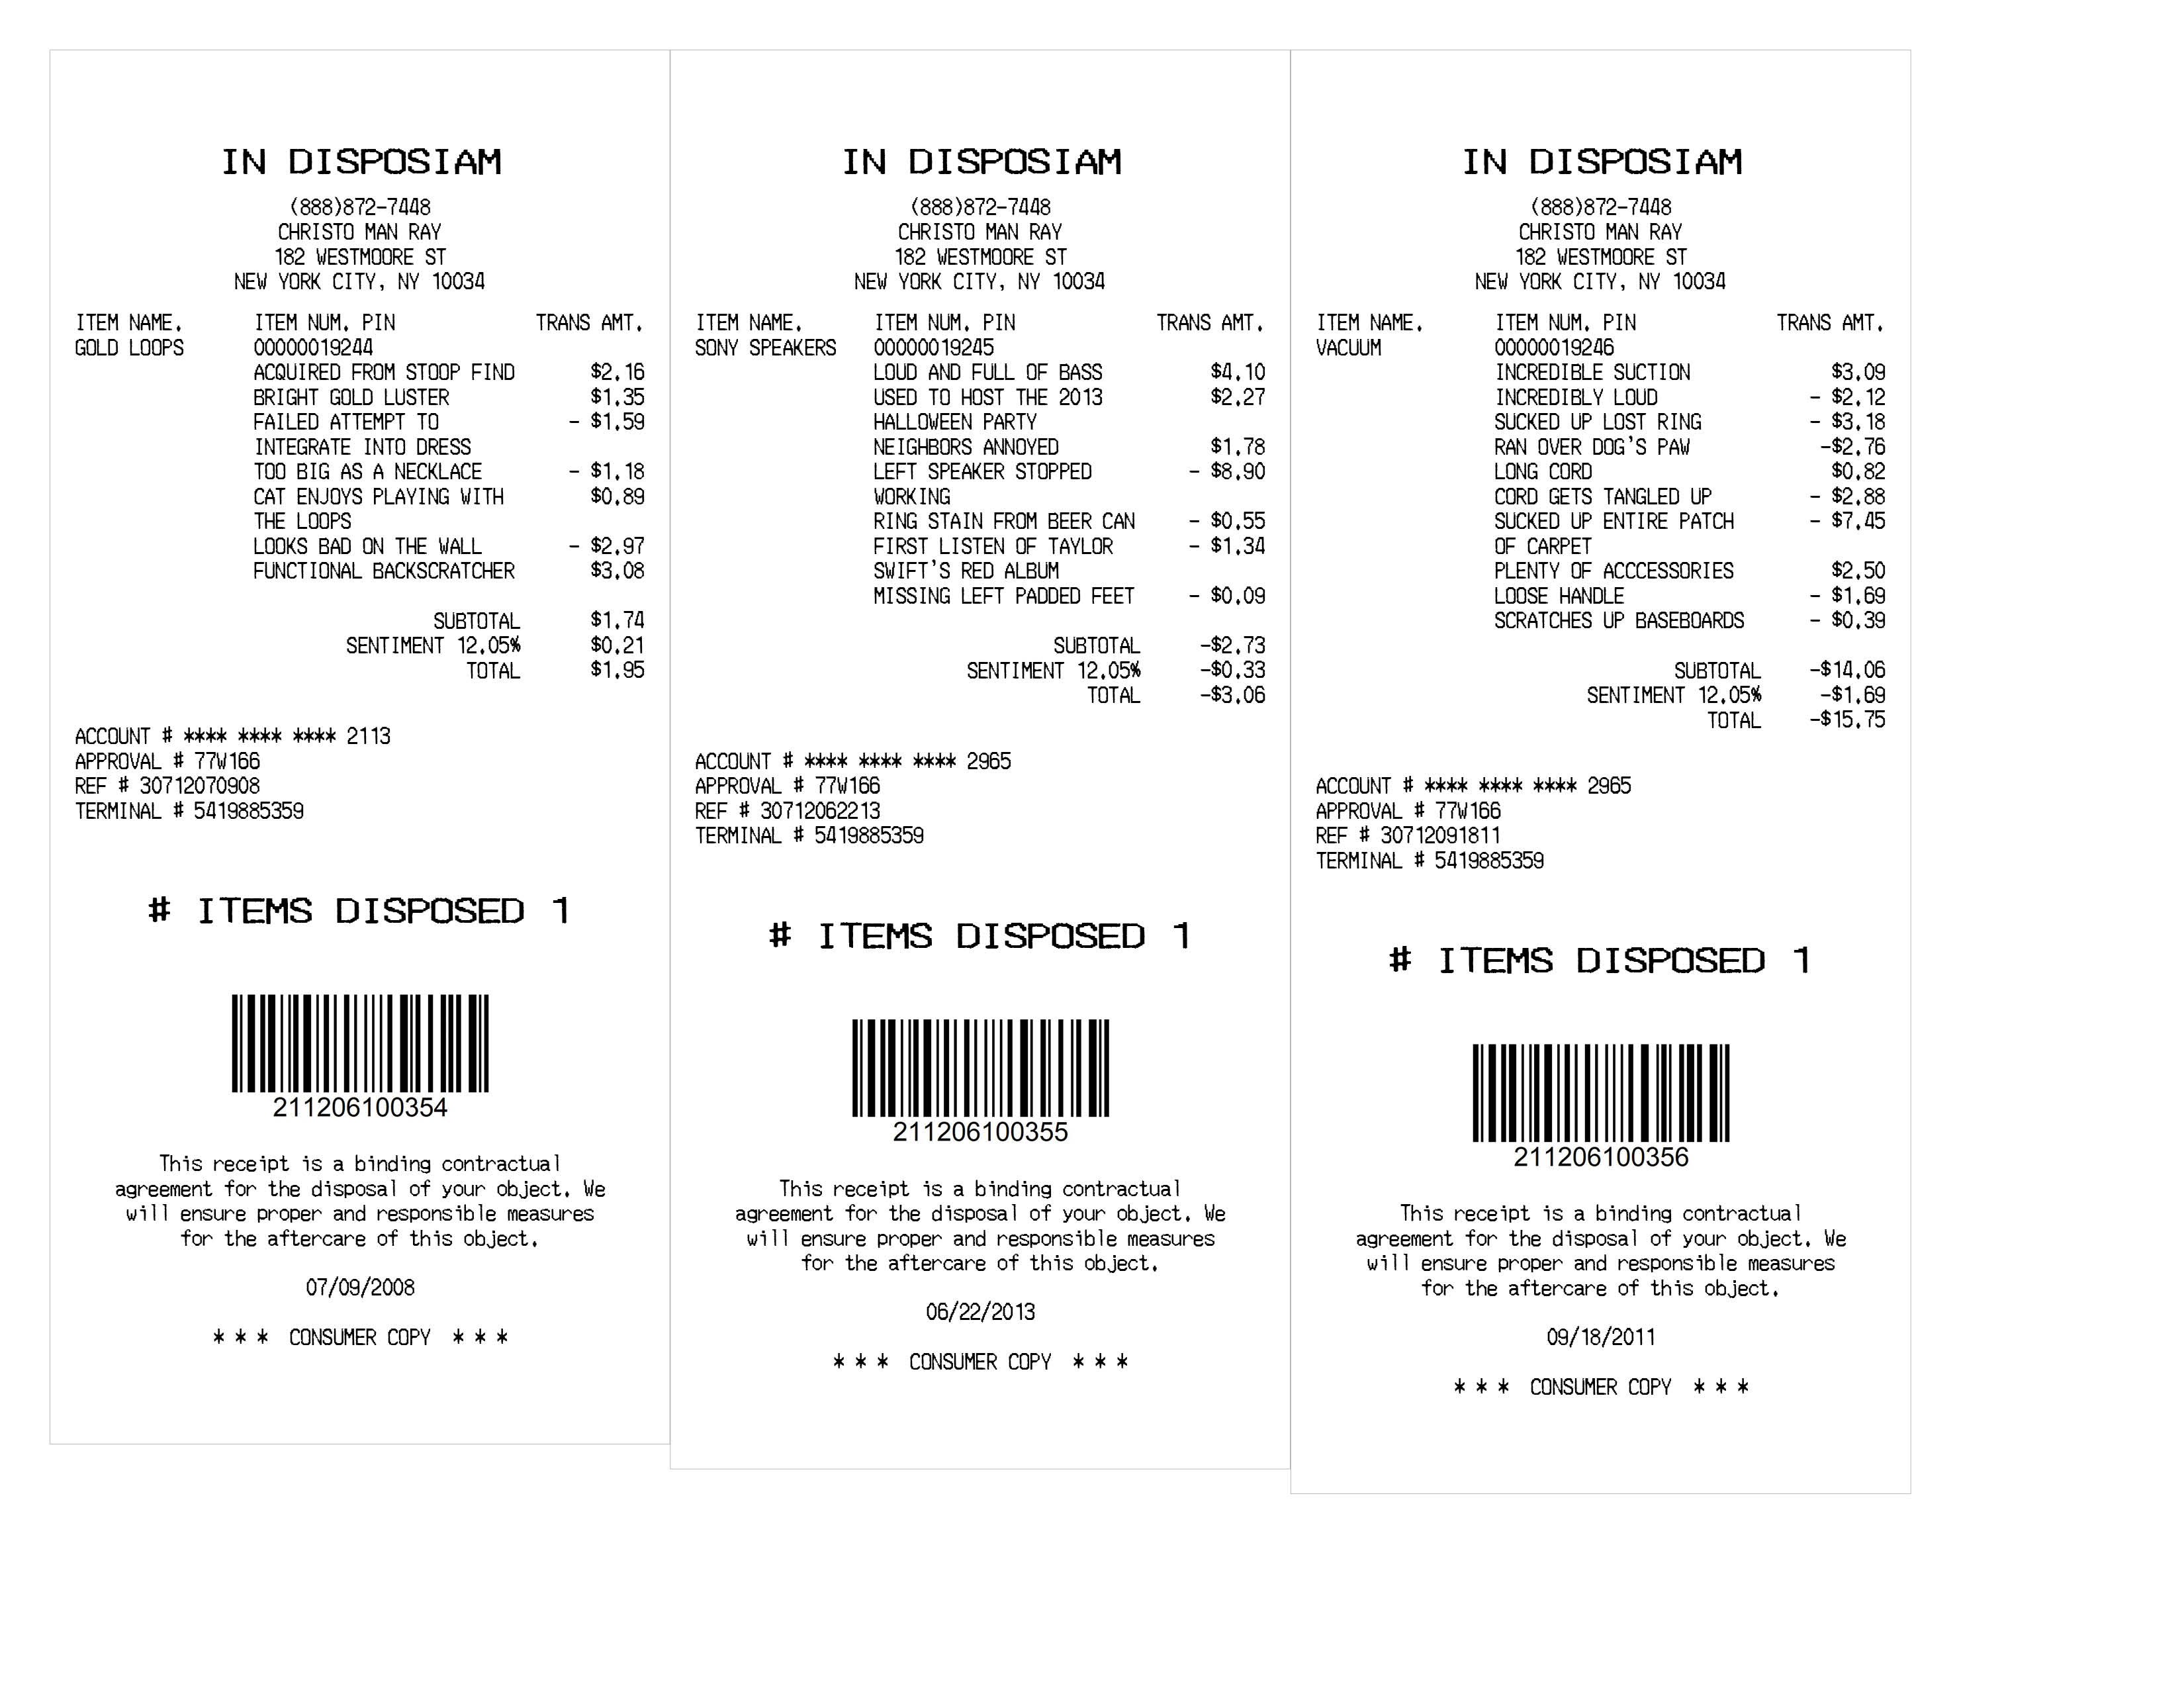 IN DISPOSIAM
(888)872-7448
CHRISTO MAN RAY
182 WESTMOORE ST
NEW YORK CITY, NY 10034
ITEM NAME. ITEM NUM. PIN TRANS AMT.
GOLD LOOPS 00000019244
ACQUIRED FROM STOOP FIND $2.16
BRIGHT GOLD LUSTER $1.35
FAILED ATTEMPT TO - $1.59
INTEGRATE INTO DRESS
TOO BIG AS A NECKLACE - $1.18
CAT ENJOYS PLAYING WITH $0.89
THE LOOPS
LOOKS BAD ON THE WALL - $2.97
FUNCTIONAL BACKSCRATCHER $3.08
SUBTOTAL $1.74
SENTIMENT 12.05% $0.21
TOTAL $1.95
ACCOUNT # **** **** **** 2113
APPROVAL # 77W166
REF # 30712070908
TERMINAL # 5419885359
# ITEMS DISPOSED 1
211206100354
This receipt is a binding contractual
agreement for the disposal of your object. We
will ensure proper and responsible measures
for the aftercare of this object.
07/09/2008
* * * CONSUMER COPY * * *
IN DISPOSIAM
(888)872-7448
CHRISTO MAN RAY
182 WESTMOORE ST
NEW YORK CITY, NY 10034
ITEM NAME. ITEM NUM. PIN TRANS AMT.
SONY SPEAKERS 00000019245
LOUD AND FULL OF BASS $4.10
USED TO HOST THE 2013 $2.27
HALLOWEEN PARTY
NEIGHBORS ANNOYED $1.78
LEFT SPEAKER STOPPED - $8.90
WORKING
RING STAIN FROM BEER CAN - $0.55
FIRST LISTEN OF TAYLOR - $1.34
SWIFT'S RED ALBUM
MISSING LEFT PADDED FEET - $0.09
SUBTOTAL -$2.73
SENTIMENT 12.05% -$0.33
TOTAL -$3.06
ACCOUNT # **** **** **** 2965
APPROVAL # 77W166
REF # 30712062213
TERMINAL # 5419885359
# ITEMS DISPOSED 1
211206100355
This receipt is a binding contractual
agreement for the disposal of your object. We
will ensure proper and responsible measures
for the aftercare of this object.
06/22/2013
* * * CONSUMER COPY * * *
IN DISPOSIAM
(888)872-7448
CHRISTO MAN RAY
182 WESTMOORE ST
NEW YORK CITY, NY 10034
ITEM NAME. ITEM NUM. PIN TRANS AMT.
VACUUM 00000019246
INCREDIBLE SUCTION $3.09
INCREDIBLY LOUD - $2.12
SUCKED UP LOST RING - $3.18
RAN OVER DOG'S PAW -$2.76
LONG CORD $0.82
CORD GETS TANGLED UP - $2.88
SUCKED UP ENTIRE PATCH - $7.45
OF CARPET
PLENTY OF ACCCESSORIES $2.50
LOOSE HANDLE - $1.69
SCRATCHES UP BASEBOARDS - $0.39
SUBTOTAL -$14.06
SENTIMENT 12.05% -$1.69
TOTAL -$15.75
ACCOUNT # **** **** **** 2965
APPROVAL # 77W166
REF # 30712091811
TERMINAL # 5419885359
# ITEMS DISPOSED 1
211206100356
This receipt is a binding contractual
agreement for the disposal of your object. We
will ensure proper and responsible measures
for the aftercare of this object.
09/18/2011
* * * CONSUMER COPY * * *